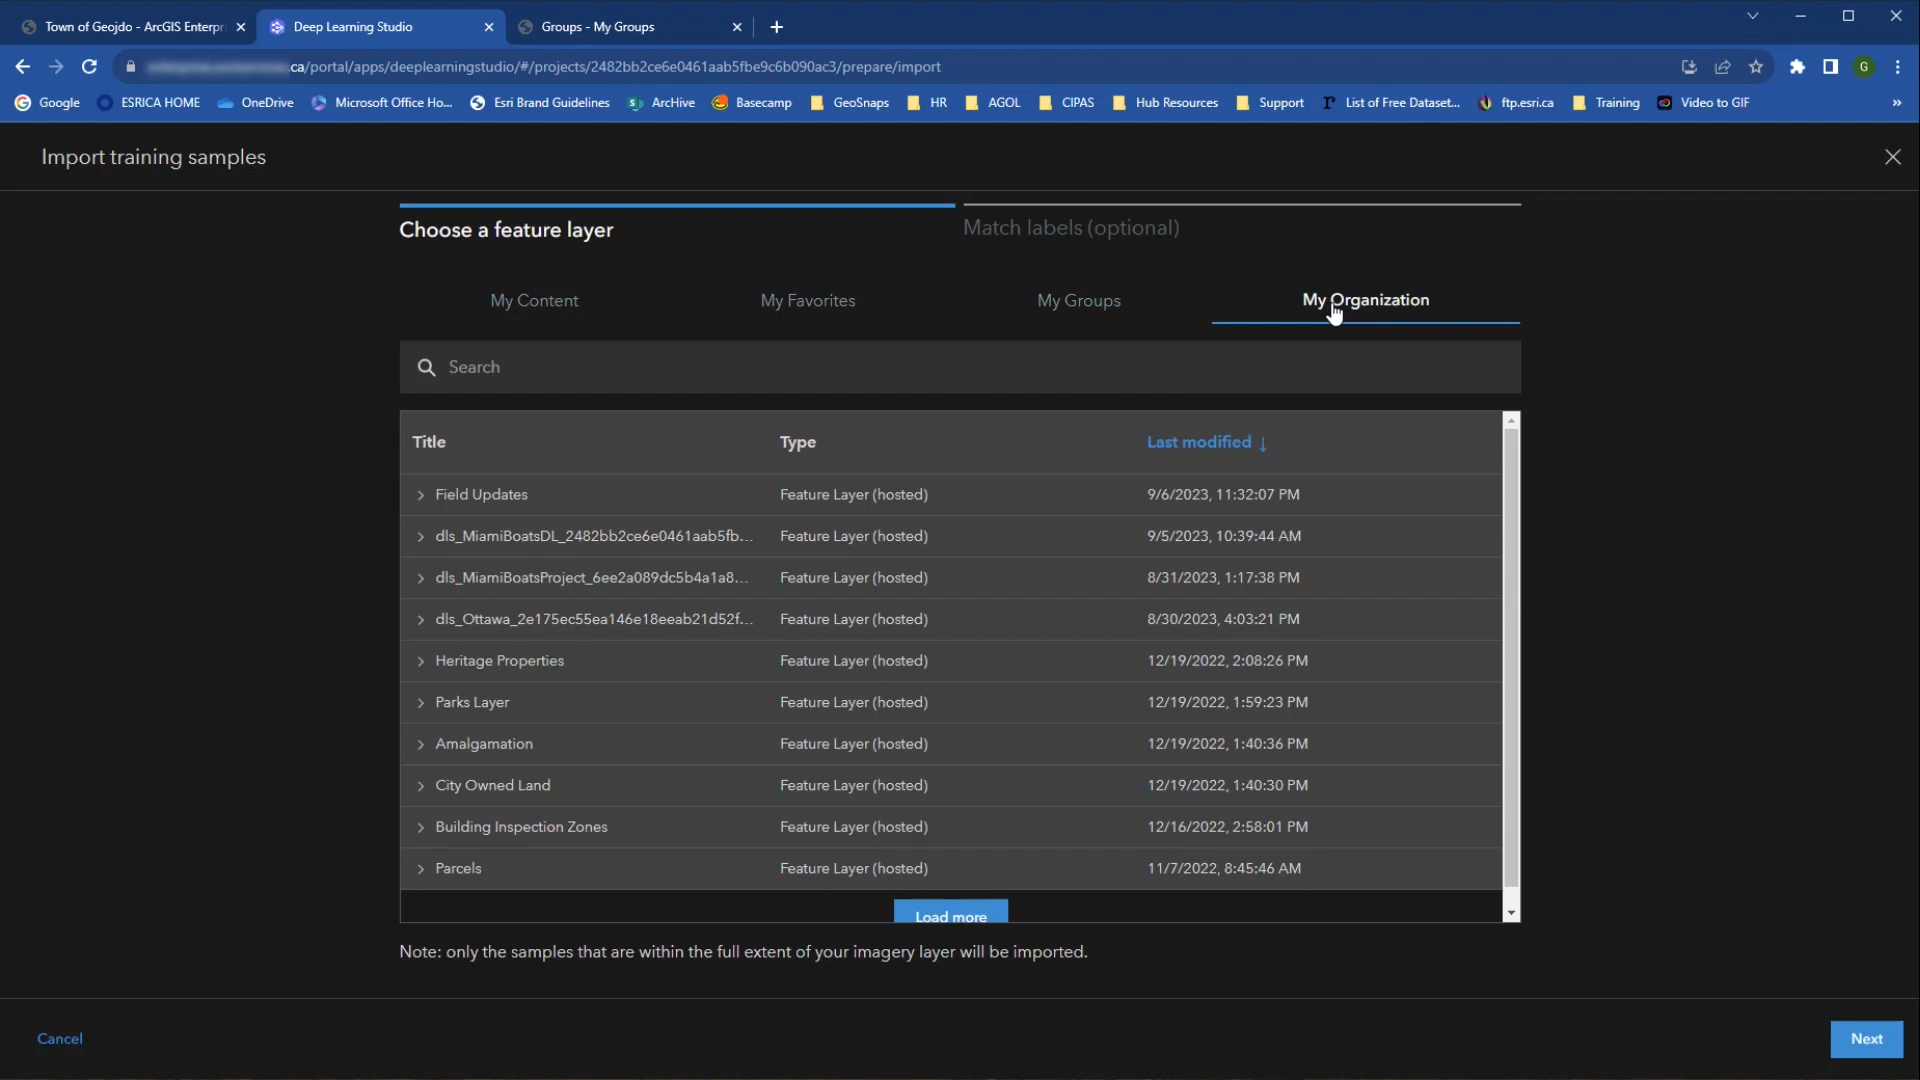 Town of Geojdo - ArcGIS Enterpr
Deep Learning Studio
Groups - My Groups
ca/portal/apps/deeplearningstudio/#/projects/2482bb2ce6e0461aab5fbe9c6b090ac3/prepare/import
G
Google
ESRICA HOME
OneDrive
Microsoft Office Ho...
Esri Brand Guidelines
ArcHive
Basecamp
GeoSnaps
HR
AGOL
CIPAS
Hub Resources
Support
List of Free Dataset...
ftp.esri.ca
Training
Video to GIF
Import training samples
Choose a feature layer
Match labels (optional)
My Content
My Favorites
My Groups
My Organization
Search
Title Type Last modified ↓
Field Updates Feature Layer (hosted) 9/6/2023, 11:32:07 PM
dls_MiamiBoatsDL_2482bb2ce6e0461aab5fb... Feature Layer (hosted) 9/5/2023, 10:39:44 AM
dls_MiamiBoatsProject_6ee2a089dc5b4a1a8... Feature Layer (hosted) 8/31/2023, 1:17:38 PM
dls_Ottawa_2e175ec55ea146e18eeab21d52f... Feature Layer (hosted) 8/30/2023, 4:03:21 PM
Heritage Properties Feature Layer (hosted) 12/19/2022, 2:08:26 PM
Parks Layer Feature Layer (hosted) 12/19/2022, 1:59:23 PM
Amalgamation Feature Layer (hosted) 12/19/2022, 1:40:36 PM
City Owned Land Feature Layer (hosted) 12/19/2022, 1:40:30 PM
Building Inspection Zones Feature Layer (hosted) 12/16/2022, 2:58:01 PM
Parcels Feature Layer (hosted) 11/7/2022, 8:45:46 AM
Load more
Note: only the samples that are within the full extent of your imagery layer will be imported.
Cancel
Next